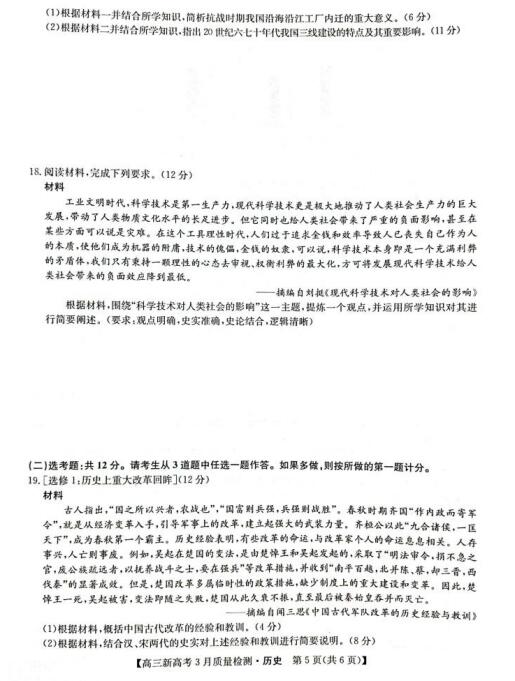 (1)根据材料一并结合所学知识,简析抗战时期我国沿海沿江工厂内迁的重大意义。(6分)
(2)根据材料二并结合所学知识,指出20世纪六七十年代我国三线建设的特点及其重要影响。(11分)
18.阅读材料,完成下列要求。(12分)
材料
工业文明时代,科学技术是第一生产力,现代科学技术更是极大地推动了人类社会生产力的巨大
发展,带动了人类物质文化水平的长足进步。但它同时也给人类社会带来了严重的负面影响,甚至在
某些方面可以说是灾难。在这个工具理性时代,人们过于追求金钱和效率导致人已丧失自己作为人
的本质,使他们成为机器的附庸,技术的傀儡,金钱的奴隶,可以说,科学技术本身即是一个充满利弊
的矛盾体,我们只有秉持一颗理性的心态去审视、权衡利弊的最大化,方可将发展现代科学技术给人
类社会带来的负面效应降到最低。
——摘编自刘挺《现代科学技术对人类社会的影响》
根据材料,围绕“科学技术对人类社会的影响”这一主题,提炼一个观点,并运用所学知识对其进
行简要阐述。(要求:观点明确,史实准确,史论结合,逻辑清晰)
(二)选考题:共12分。请考生从3道题中任选一题作答。如果多做,则按所做的第一题计分。
19.[选修1:历史上重大改革回眸](12分)
材料
古人指出,“国之所以兴者,农战也”,“国富则兵强,兵强则战胜”。春秋时期齐国“作内政而寄军
令”,就是从经济变革入手,引导军事上的改革,建立起强大的武装力量。齐桓公以此“九合诸侯,一匡
天下”,成为春秋第一个霸主。历史经验表明,有些改革的命运,与改革家个人的命运息息相关。人存
事兴,人亡则事废。例如,吴起在楚国的变法,是由楚悼王和吴起发起的,采取了“明法审令,捐不急之
官,废公族疏远者,以抚养战斗之士,要在强兵”等改革措施,并收到“南平百越,北并陈、蔡,却三晋,西
伐秦”的显著成效。但是,楚国改革多属临时性的政策措施,缺少制度上的重大建设和变革。因此,楚
悼王一死,吴起被害,变法即随之失败,楚国从此久衰不振,直至最后被秦始皇吞并而灭亡。
——摘编自闻三思《中国古代军队改革的历史经验与教训》
(1)根据材料,概括中国古代改革的经验和教训。(4分)
(2)根据材料,结合汉、宋两代的史实对上述经验和教训进行简要说明。(8分)
【高三新高考3月质量检测·历史 第5页(共6页)】